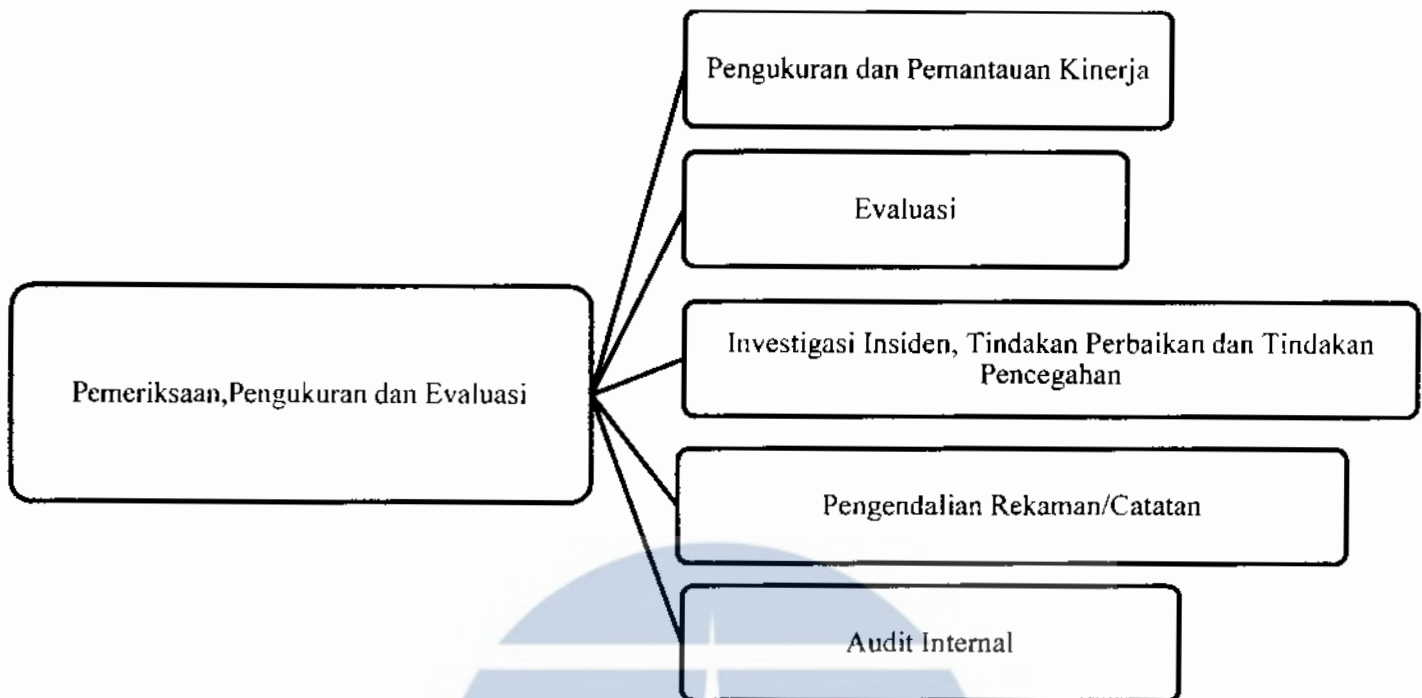 Pengukuran dan Pemantauan Kinerja
Evaluasi
Investigasi Insiden, Tindakan Perbaikan dan Tindakan
Pencegahan
Pemeriksaan,Pengukuran dan Evaluasi
Pengendalian Rekaman/Catatan
Audit Internal